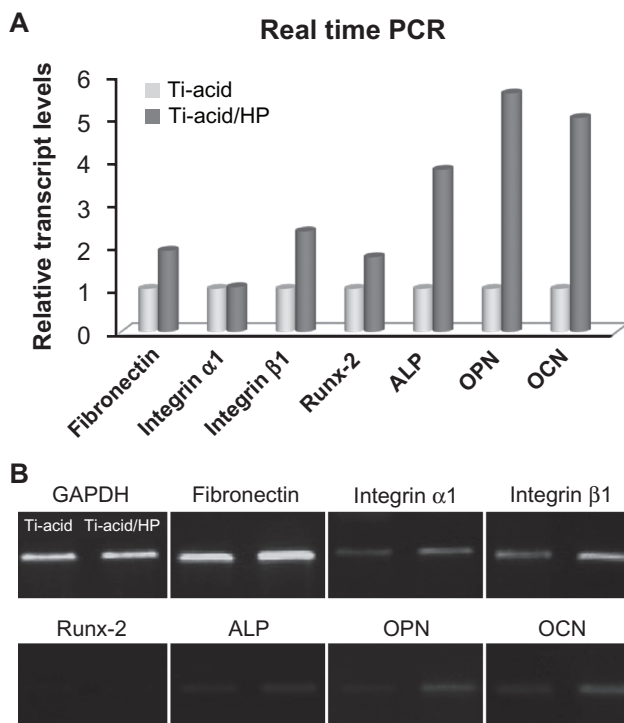 A
Real time PCR
Relative transcript levels
6
5
4
3
2
1
0
Ti-acid
Ti-acid/HP
Fibronectin
Integrin α1
Integrin β1
Runx-2
ALP
OPN
OCN
B
GAPDH Fibronectin Integrin α1 Integrin β1
Ti-acid Ti-acid/HP
Runx-2 ALP OPN OCN